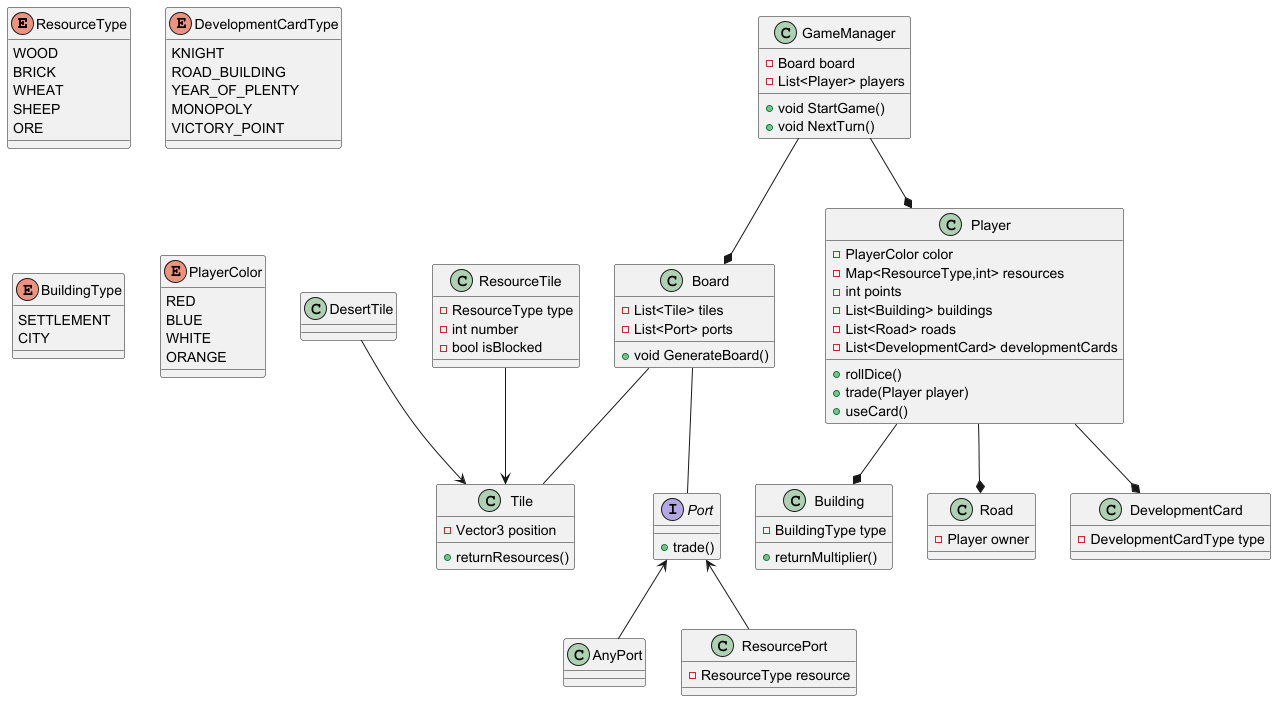 E ResourceType
WOOD
BRICK
WHEAT
SHEEP
ORE
E DevelopmentCardType
KNIGHT
ROAD_BUILDING
YEAR_OF_PLENTY
MONOPOLY
VICTORY_POINT
C GameManager
Board board
List<Player> players
void StartGame()
void NextTurn()
E BuildingType
SETTLEMENT
CITY
E PlayerColor
RED
BLUE
WHITE
ORANGE
C DesertTile
C ResourceTile
ResourceType type
int number
bool isBlocked
C Board
List<Tile> tiles
List<Port> ports
void GenerateBoard()
C Player
PlayerColor color
Map<ResourceType,int> resources
int points
List<Building> buildings
List<Road> roads
List<DevelopmentCard> developmentCards
rollDice()
trade(Player player)
useCard()
C Tile
Vector3 position
returnResources()
I Port
trade()
C Building
BuildingType type
returnMultiplier()
C Road
Player owner
C DevelopmentCard
DevelopmentCardType type
C AnyPort
C ResourcePort
ResourceType resource